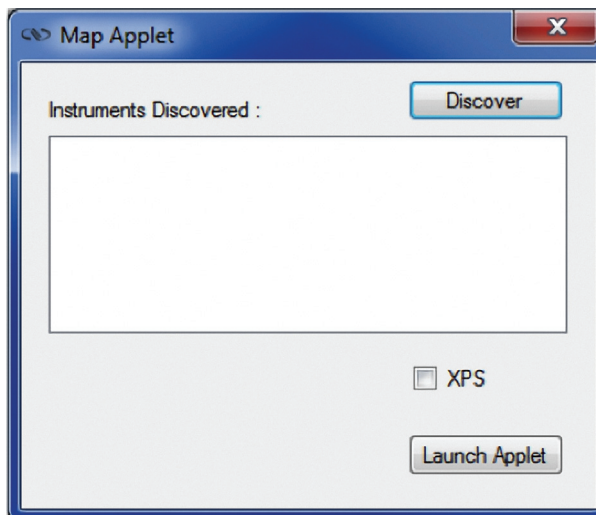 Map Applet
Instruments Discovered :
Discover
XPS
Launch Applet